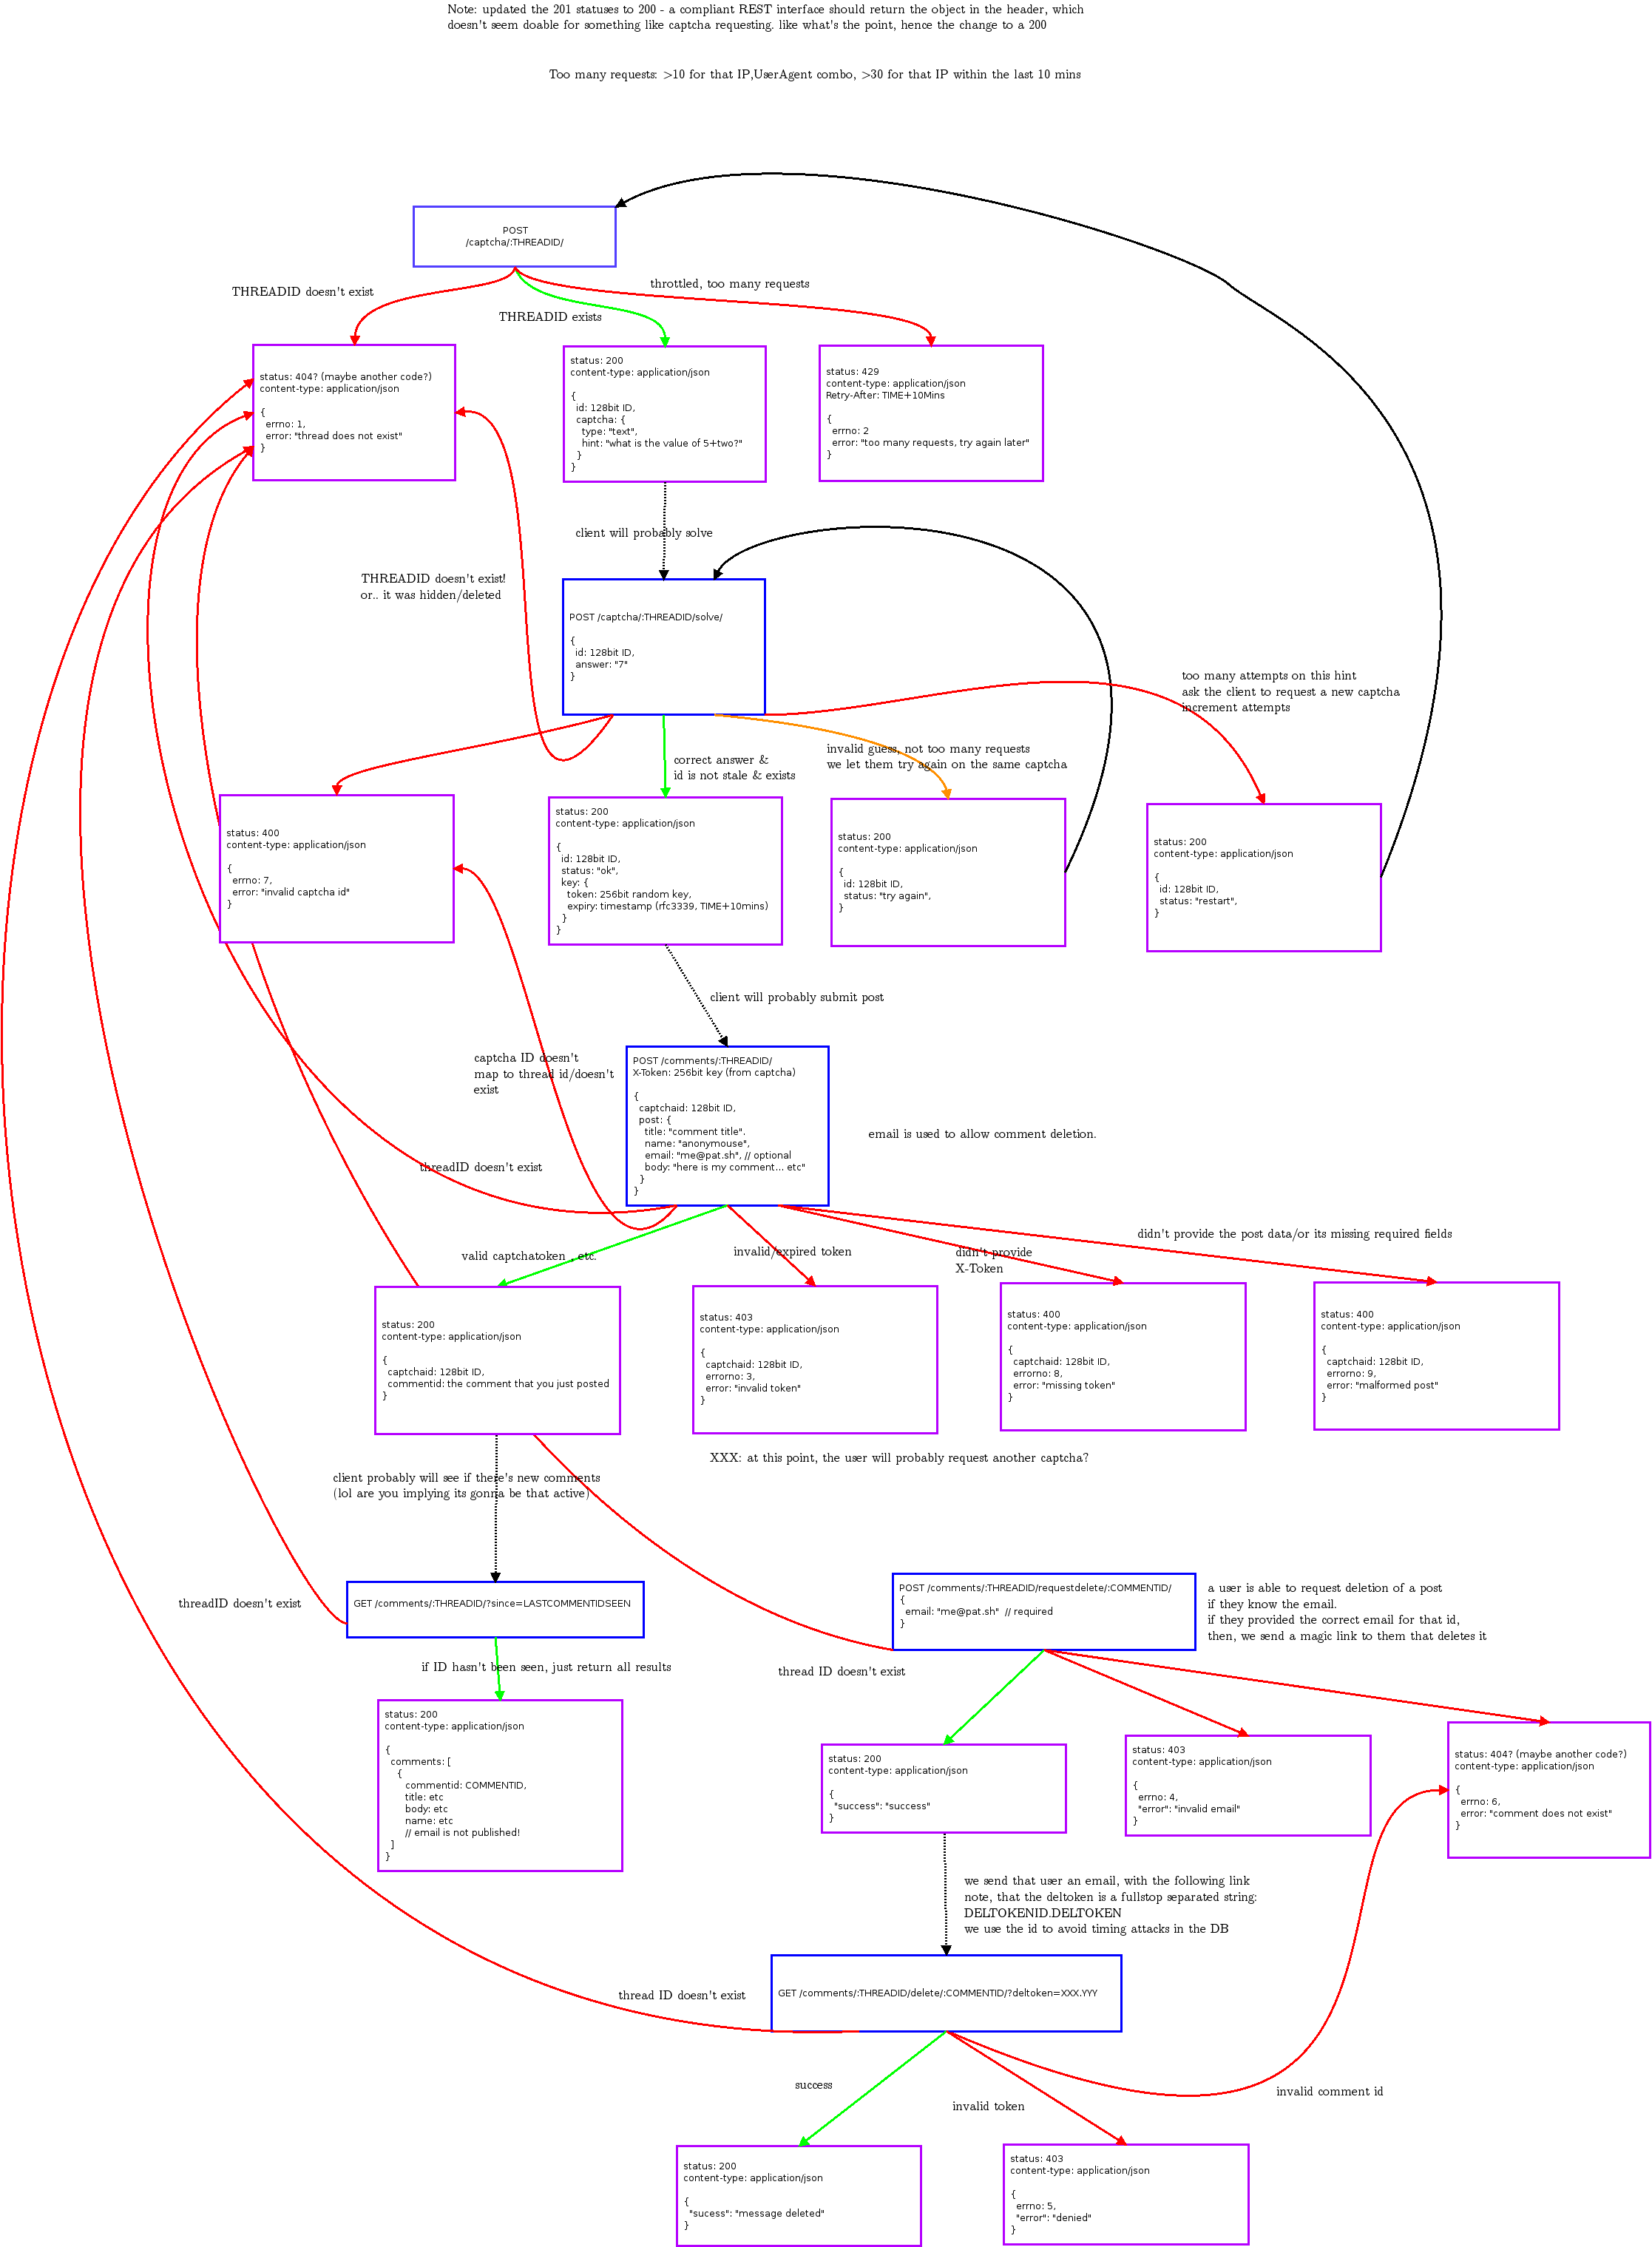 Note: updated the 201 statuses to 200 - a compliant REST interface should return the object in the header, which
doesn't seem doable for something like captcha requesting. like what's the point, hence the change to a 200
Too many requests: >10 for that IP,UserAgent combo, >30 for that IP within the last 10 mins
POST
/captcha/:THREADID/
THREADID doesn't exist
THREADID exists
throttled, too many requests
status: 404? (maybe another code?)
content-type: application/json
{
errno: 1,
error: "thread does not exist"
}
status: 200
content-type: application/json
{
id: 128bit ID,
captcha: {
type: "text",
hint: "what is the value of 5+two?"
}
}
status: 429
content-type: application/json
Retry-After: TIME+10Mins
{
errno: 2
error: "too many requests, try again later"
}
client will probably solve
THREADID doesn't exist!
or.. it was hidden/deleted
POST /captcha/:THREADID/solve/
{
id: 128bit ID,
answer: "7"
}
too many attempts on this hint
ask the client to request a new captcha
increment attempts
correct answer &
id is not stale & exists
invalid guess, not too many requests
we let them try again on the same captcha
status: 400
content-type: application/json
{
errno: 7,
error: "invalid captcha id"
}
status: 200
content-type: application/json
{
id: 128bit ID,
status: "ok",
key: {
token: 256bit random key,
expiry: timestamp (rfc3339, TIME+10mins)
}
}
status: 200
content-type: application/json
{
id: 128bit ID,
status: "try again",
}
status: 200
content-type: application/json
{
id: 128bit ID,
status: "restart",
}
client will probably submit post
captcha ID doesn't
map to thread id/doesn't
exist
POST /comments/:THREADID/
X-Token: 256bit key (from captcha)
{
captchaid: 128bit ID,
post: {
title: "comment title".
name: "anonymouse",
email: "me@pat.sh", // optional
body: "here is my comment... etc"
}
}
email is used to allow comment deletion.
threadID doesn't exist
valid captchatoken , etc.
invalid/expired token
didn't provide
X-Token
didn't provide the post data/or its missing required fields
status: 200
content-type: application/json
{
captchaid: 128bit ID,
commentid: the comment that you just posted
}
status: 403
content-type: application/json
{
captchaid: 128bit ID,
errorno: 3,
error: "invalid token"
}
status: 400
content-type: application/json
{
captchaid: 128bit ID,
errorno: 8,
error: "missing token"
}
status: 400
content-type: application/json
{
captchaid: 128bit ID,
errorno: 9,
error: "malformed post"
}
XXX: at this point, the user will probably request another captcha?
client probably will see if there's new comments
(lol are you implying its gonna be that active)
threadID doesn't exist
GET /comments/:THREADID/?since=LASTCOMMENTIDSEEN
POST /comments/:THREADID/requestdelete/:COMMENTID/
{
email: "me@pat.sh" // required
}
a user is able to request deletion of a post
if they know the email.
if they provided the correct email for that id,
then, we send a magic link to them that deletes it
if ID hasn't been seen, just return all results
thread ID doesn't exist
status: 200
content-type: application/json
{
comments: [
{
commentid: COMMENTID,
title: etc
body: etc
name: etc
// email is not published!
]
}
status: 200
content-type: application/json
{
"success": "success"
}
status: 403
content-type: application/json
{
errno: 4,
"error": "invalid email"
}
status: 404? (maybe another code?)
content-type: application/json
{
errno: 6,
error: "comment does not exist"
}
we send that user an email, with the following link
note, that the deltoken is a fullstop separated string:
DELTOKENID.DELTOKEN
we use the id to avoid timing attacks in the DB
thread ID doesn't exist
GET /comments/:THREADID/delete/:COMMENTID/?deltoken=XXX.YYY
success
invalid token
invalid comment id
status: 200
content-type: application/json
{
"sucess": "message deleted"
}
status: 403
content-type: application/json
{
errno: 5,
"error": "denied"
}